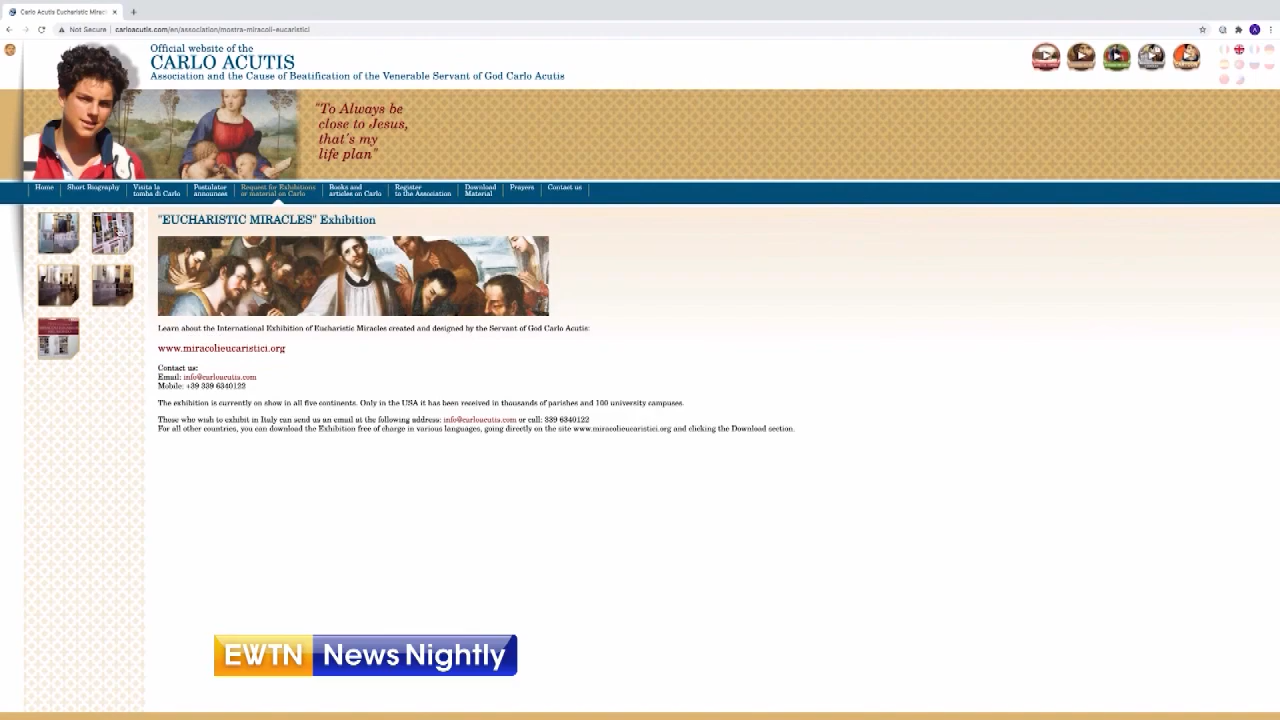 Carlo Acutis Eucharistic Mirac
Not Secure | carloacutis.com/en/association/mostra-miracoli-eucaristici
Official website of the
CARLO ACUTIS
Association and the Cause of Beatification of the Venerable Servant of God Carlo Acutis
"To Always be
close to Jesus,
that's my
life plan"
Home
Short Biography
Visita la
tomba di Carlo
Postulator
announces
Request for Exhibitions
or material on Carlo
Books and
articles on Carlo
Register
to the Association
Download
Material
Prayers
Contact us
"EUCHARISTIC MIRACLES" Exhibition
Learn about the International Exhibition of Eucharistic Miracles created and designed by the Servant of God Carlo Acutis:
www.miracolieucaristici.org
Contact us:
Email: info@carloacutis.com
Mobile: +39 339 6340122
The exhibition is currently on show in all five continents. Only in the USA it has been received in thousands of parishes and 100 university campuses.
Those who wish to exhibit in Italy can send us an email at the following address: info@carloacutis.com or call: 339 6340122
For all other countries, you can download the Exhibition free of charge in various languages, going directly on the site www.miracolieucaristici.org and clicking the Download section.
EWTN News Nightly